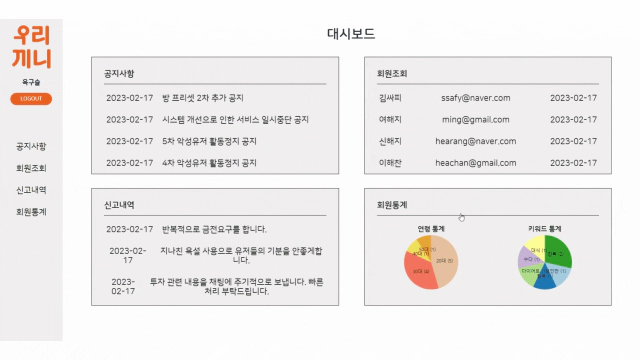 우리
끼니
옥구슬
LOGOUT
공지사항
회원조회
신고내역
회원통계
대시보드
공지사항
2023-02-17 방 프리셋 2차 추가 공지
2023-02-17 시스템 개선으로 인한 서비스 일시중단 공지
2023-02-17 5차 악성유저 활동정지 공지
2023-02-17 4차 악성유저 활동정지 공지
회원조회
김싸피 ssafy@naver.com 2023-02-17
여해지 ming@gmail.com 2023-02-17
신해지 hearang@naver.com 2023-02-17
이해찬 heachan@gmail.com 2023-02-17
신고내역
2023-02-17 반복적으로 금전요구를 합니다.
2023-02-17 지나친 욕설 사용으로 유저들의 기분을 안좋게합
니다.
2023-
02-17 투자 관련 내용을 채팅에 주기적으로 보냅니다. 빠른
처리 부탁드립니다.
회원통계
연령 통계
키워드 통계
20대 (5)
30대 (4)